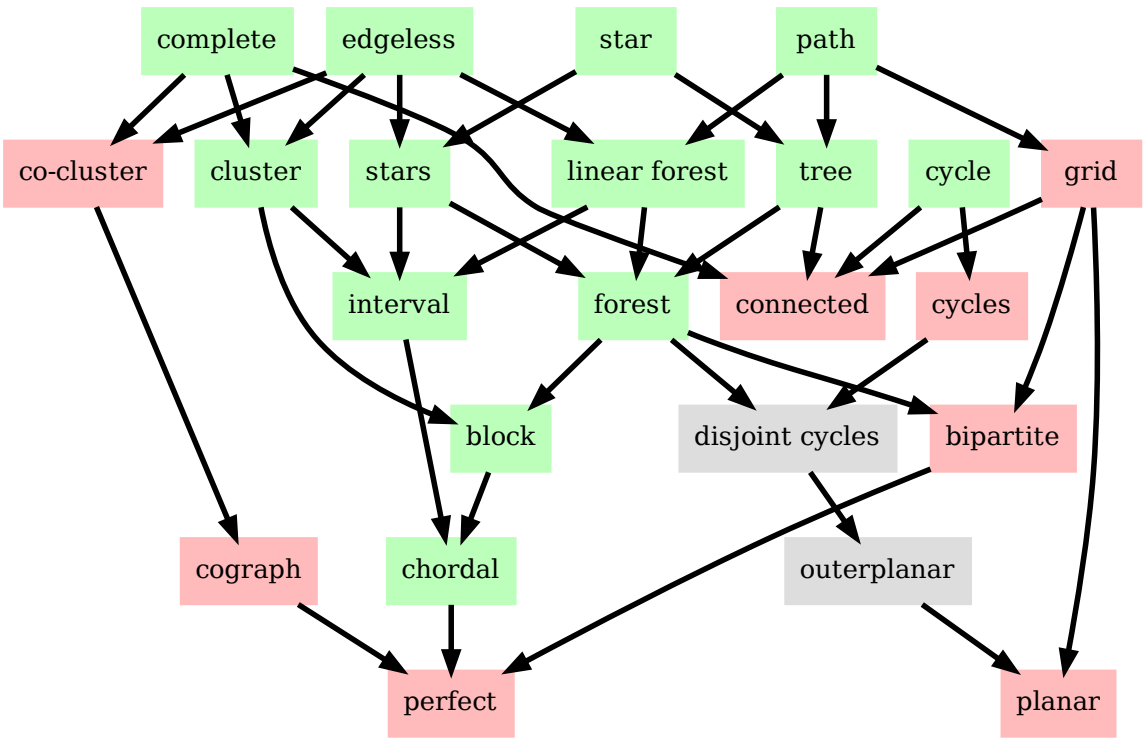 complete
edgeless
star
path
co-cluster
cluster
stars
linear forest
tree
cycle
grid
interval
forest
connected
cycles
block
disjoint cycles
bipartite
cograph
chordal
outerplanar
perfect
planar